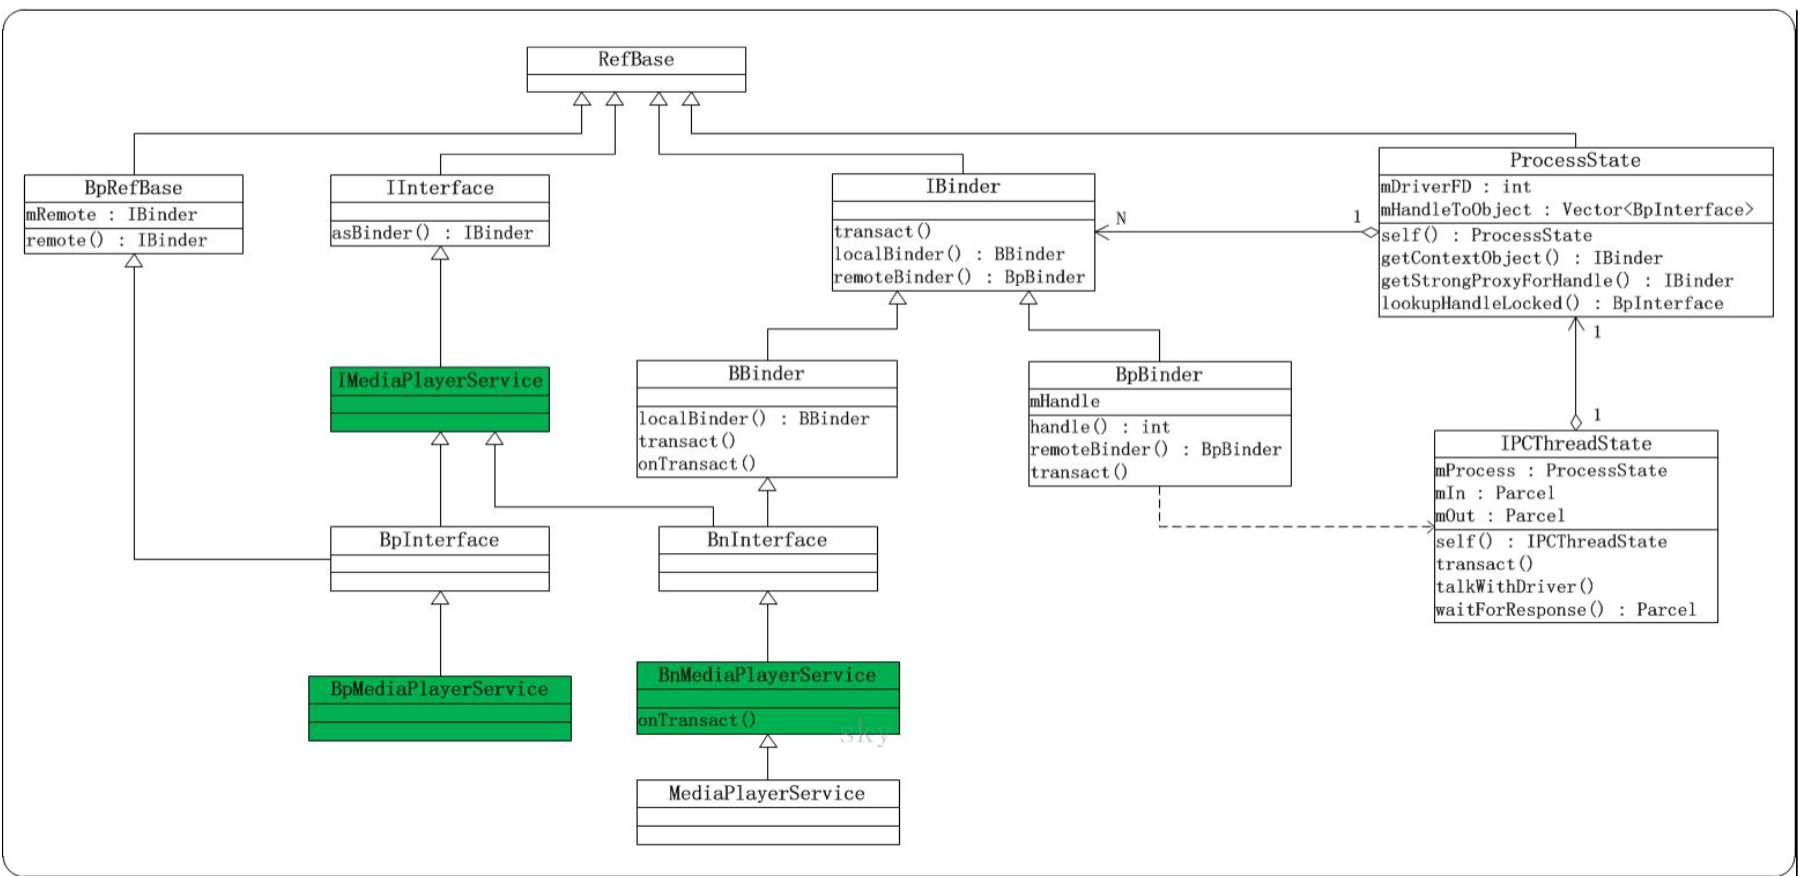 RefBase
BpRefBase
mRemote : IBinder
remote() : IBinder
IInterface
asBinder() : IBinder
IBinder
transact()
localBinder() : BBinder
remoteBinder() : BpBinder
N
1
ProcessState
mDriverFD : int
mHandleToObject : Vector<BpInterface>
self() : ProcessState
getContextObject() : IBinder
getStrongProxyForHandle() : IBinder
lookupHandleLocked() : BpInterface
1
1
IMediaPlayerService
BBinder
localBinder() : BBinder
transact()
onTransact()
BpBinder
mHandle
handle() : int
remoteBinder() : BpBinder
transact()
IPCThreadState
mProcess : ProcessState
mIn : Parcel
mOut : Parcel
self() : IPCThreadState
transact()
talkWithDriver()
waitForResponse() : Parcel
BpInterface
BnInterface
BpMediaPlayerService
BnMediaPlayerService
onTransact()
sky
MediaPlayerService